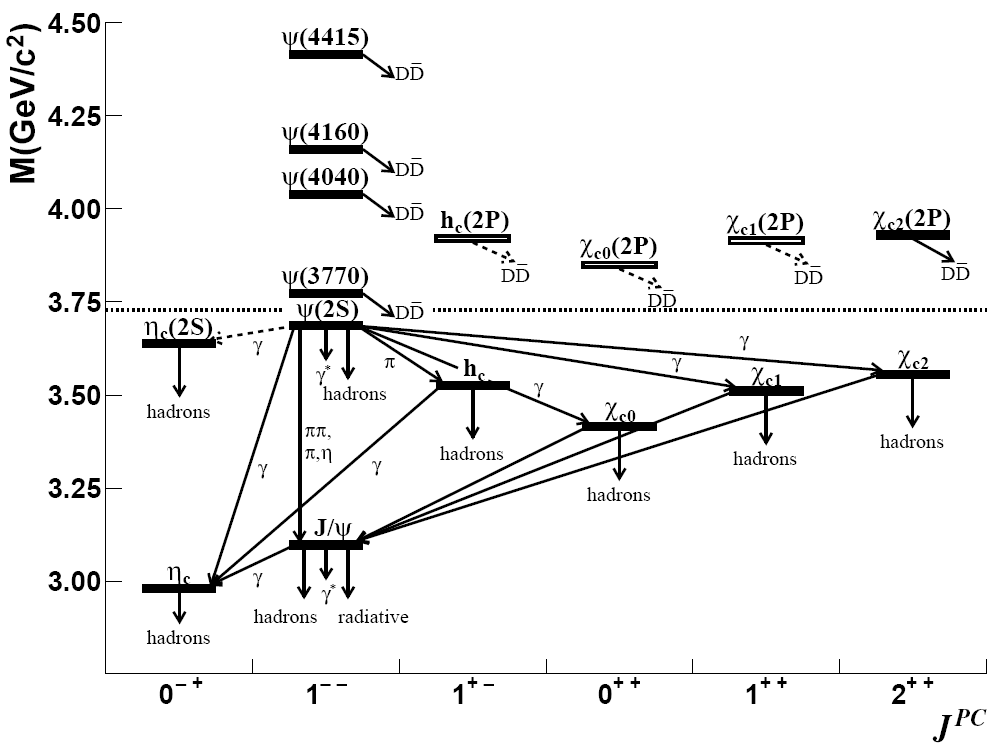 M(GeV/c²)
4.50
4.25
4.00
3.75
3.50
3.25
3.00
ψ(4415)
DD̅
ψ(4160)
DD̅
ψ(4040)
DD̅
h_c(2P)
DD̅
χ_c0(2P)
DD̅
χ_c1(2P)
DD̅
χ_c2(2P)
DD̅
ψ(3770)
DD̅
η_c(2S)
hadrons
ψ(2S)
γ
γ*
hadrons
π
γ
γ
h_c
hadrons
γ
χ_c0
hadrons
χ_c1
hadrons
χ_c2
hadrons
ππ,
π,η
γ
γ
J/ψ
hadrons
γ*
radiative
γ
η_c
hadrons
0⁻⁺
1⁻⁻
1⁺⁻
0⁺⁺
1⁺⁺
2⁺⁺
J^PC